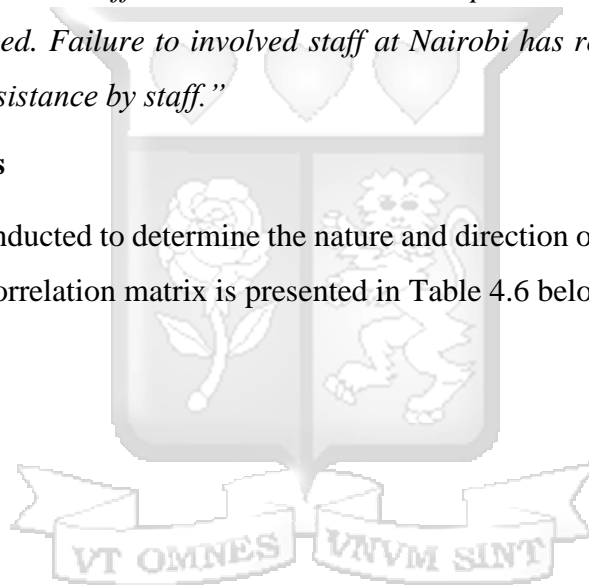 ed. Failure to involved staff at Nairobi has re
sistance by staff.”
s
nducted to determine the nature and direction o
orrelation matrix is presented in Table 4.6 belo
VT OMNES VNVM SINT